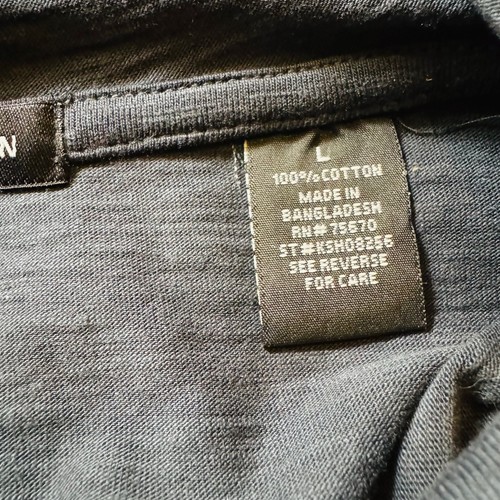 N
L
100% COTTON
MADE IN
BANGLADESH
RN# 75670
ST#KSH08256
SEE REVERSE
FOR CARE